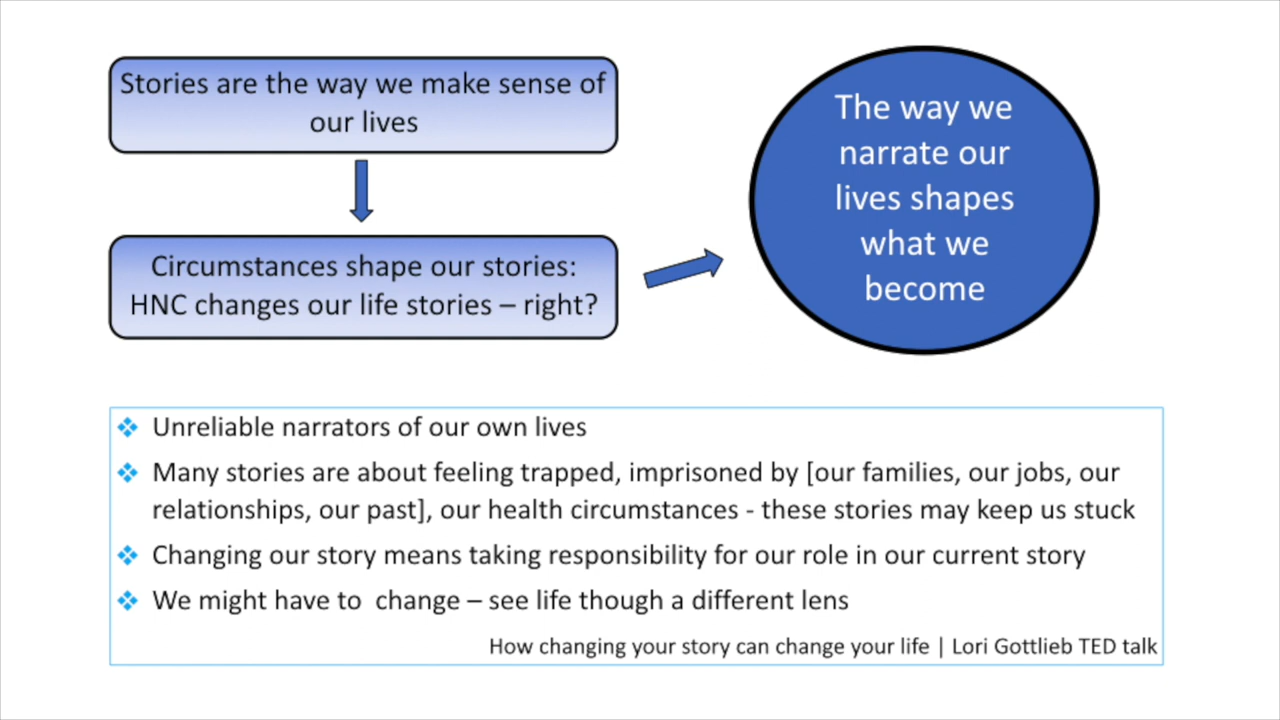 Stories are the way we make sense of
our lives
Circumstances shape our stories:
HNC changes our life stories – right?
The way we
narrate our
lives shapes
what we
become
Unreliable narrators of our own lives
Many stories are about feeling trapped, imprisoned by [our families, our jobs, our
relationships, our past], our health circumstances - these stories may keep us stuck
Changing our story means taking responsibility for our role in our current story
We might have to  change – see life though a different lens
How changing your story can change your life | Lori Gottlieb TED talk